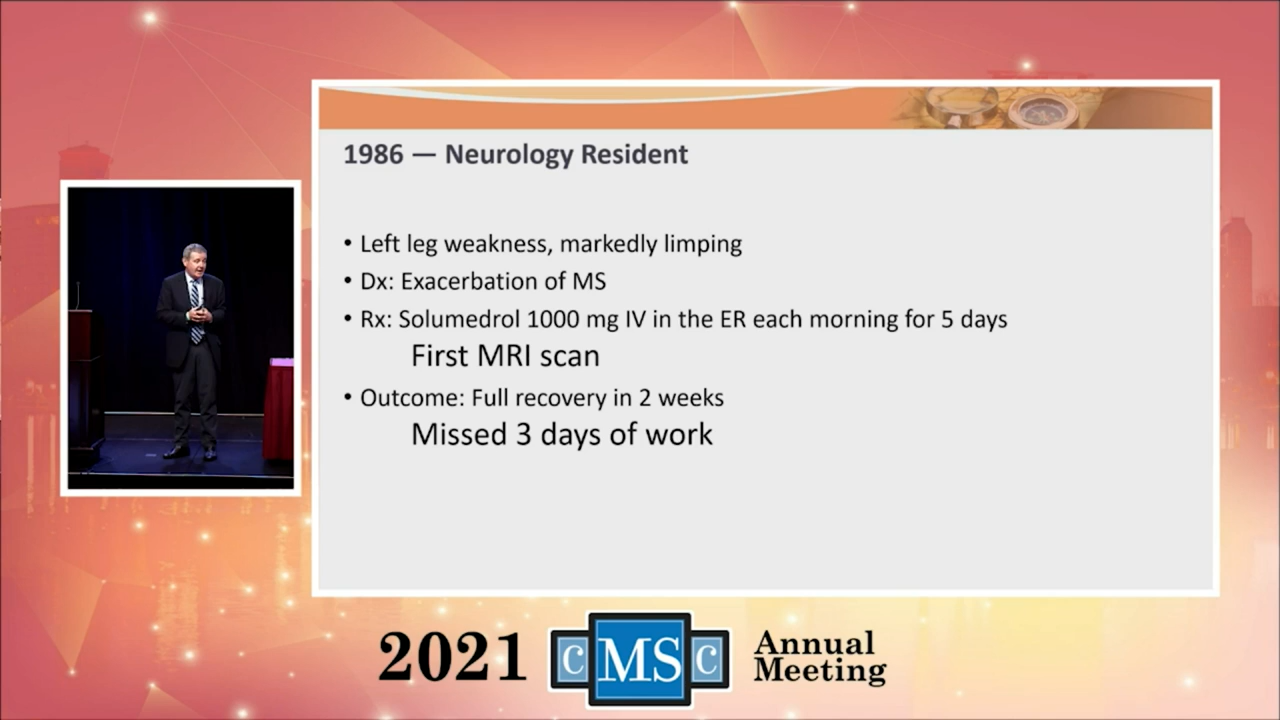 1986 — Neurology Resident
• Left leg weakness, markedly limping
• Dx: Exacerbation of MS
• Rx: Solumedrol 1000 mg IV in the ER each morning for 5 days
First MRI scan
• Outcome: Full recovery in 2 weeks
Missed 3 days of work
2021 CMSC Annual
Meeting